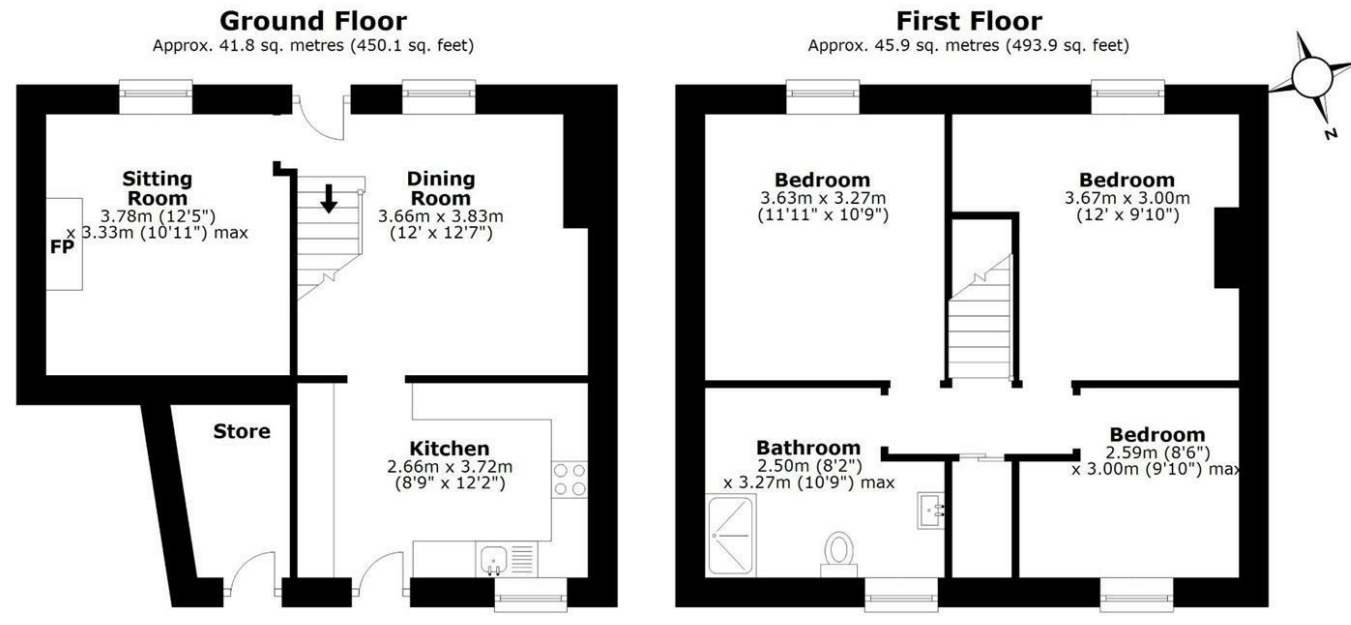 Ground Floor
Approx. 41.8 sq. metres (450.1 sq. feet)
Sitting
Room
3.78m (12'5")
x 3.33m (10'11") max
FP
Dining
Room
3.66m x 3.83m
(12' x 12'7")
Store
Kitchen
2.66m x 3.72m
(8'9" x 12'2")
First Floor
Approx. 45.9 sq. metres (493.9 sq. feet)
N
Bedroom
3.63m x 3.27m
(11'11" x 10'9")
Bedroom
3.67m x 3.00m
(12' x 9'10")
Bathroom
2.50m (8'2")
x 3.27m (10'9") max
Bedroom
2.59m (8'6")
x 3.00m (9'10") max